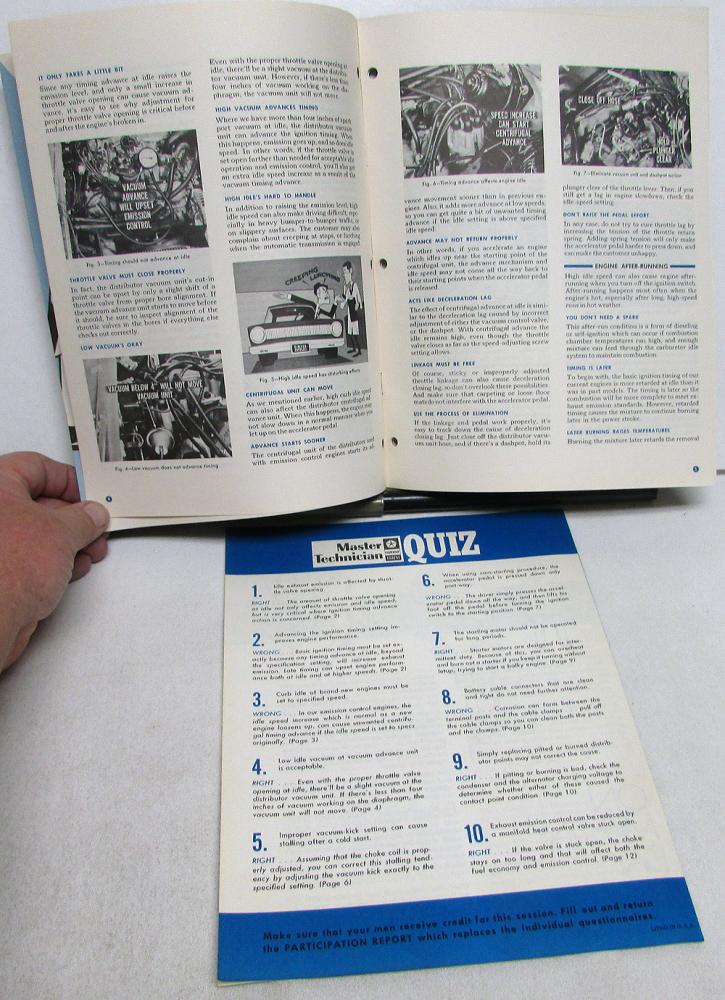 IT ONLY TAKES A LITTLE BIT
Since any timing advance at idle raises the
emission level, and only a small increase in
throttle valve opening can cause vacuum ad-
vance, it's easy to see why adjustment for
proper throttle valve opening is critical before
and after the engine's broken in.
VACUUM
ADVANCE
WILL UPSET
EMISSION
CONTROL
Fig. 3—Timing should not advance at idle
THROTTLE VALVE MUST CLOSE PROPERLY
In fact, the distributor vacuum unit's cut-in
point can be upset by only a slight shift of a
throttle valve from proper bore alignment. If
the vacuum advance unit starts to move before
it should, be sure to inspect alignment of the
throttle valves in the bores if everything else
checks out correctly.
LOW VACUUM'S OKAY
VACUUM BELOW 4" WILL NOT MOVE
VACUUM UNIT
Fig. 4—Low vacuum does not advance timing
4
Even with the proper throttle valve opening at
idle, there'll be a slight vacuum at the distribu-
tor vacuum unit. However, if there's less than
four inches of vacuum working on the dia-
phragm, the vacuum unit will not move.
HIGH VACUUM ADVANCES TIMING
Where we have more than four inches of spark
port vacuum at idle, the distributor vacuum
unit can advance the ignition timing. When
this happens, emission goes up, and so does idle
speed. In other words, if the throttle valve's
set open farther than needed for acceptable idle
operation and emission control, you'll also get
an extra idle speed increase as a result of the
vacuum timing advance.
HIGH IDLE'S HARD TO HANDLE
In addition to raising the emission level, high
idle speed can also make driving difficult, espe-
cially in heavy bumper-to-bumper traffic, or
on slippery surfaces. The customer may also
complain about creeping at stops, or lurching
when the automatic transmission is engaged.
CREEPING
LURCHING
Fig. 5—High idle speed has disturbing effects
CENTRIFUGAL UNIT CAN MOVE
As we mentioned earlier, high curb idle speed
can also affect the distributor centrifugal ad-
vance unit. When this happens, the engine may
not slow down in a normal manner when you
let up on the accelerator pedal.
ADVANCE STARTS SOONER
The centrifugal unit of the distributors used
with emission control engines starts its ad-
SPEED INCREASE
CAN START
CENTRIFUGAL
ADVANCE
Fig. 6—Timing advance affects engine idle
vance movement sooner than in previous en-
gines. Also, it adds more advance at low speeds,
so you can get quite a bit of unwanted timing
advance if the idle setting is above specified
idle speed.
ADVANCE MAY NOT RETURN PROPERLY
In other words, if you accelerate an engine
which idles up near the starting point of the
centrifugal unit, the advance mechanism and
idle speed may not come all the way back to
their starting points when the accelerator pedal
is released.
ACTS LIKE DECELERATION LAG
The effect of centrifugal advance at idle is simi-
lar to the deceleration lag caused by incorrect
adjustment of either the vacuum control valve,
or the dashpot. With centrifugal advance the
idle remains high, even though the throttle
valve closes as far as the speed-adjusting screw
setting allows.
LINKAGE MUST BE FREE
Of course, sticky or improperly adjusted
throttle linkage can also cause deceleration
lag, so don't overlook these possibilities.
And make sure that carpeting or loose floor
mats do not interfere with the accelerator pedal.
USE THE PROCESS OF ELIMINATION
If the linkage and pedal work properly, it's
easy to track down the cause of deceleration
closing lag. Just close off the distributor vacu-
um unit hose, and if there's a dashpot, hold its
CLOSE OFF HOSE
HOLD
PLUNGER
CLEAR
Fig. 7—Eliminate vacuum unit and dashpot action
plunger clear of the throttle lever. Then, if you
still get a lag in engine slowdown, check the
idle-speed setting.
DON'T RAISE THE PEDAL EFFORT
In any case, do not try to cure throttle lag by
increasing the tension of the throttle return
spring. Adding spring tension will only make
the accelerator pedal harder to press down, and
can make the customer unhappy.
ENGINE AFTER-RUNNING
High idle speed can also cause engine after-
running when you turn off the ignition switch.
After-running happens most often when the
engine's hot, especially after long, high-speed
runs in hot weather.
YOU DON'T NEED A SPARK
This after-run condition is a form of dieseling
or self-ignition which can occur if combustion
chamber temperatures run high, and enough
mixture can feed through the carburetor idle
system to maintain combustion.
TIMING IS LATER
To begin with, the basic ignition timing of our
current engines is more retarded at idle than it
was in past models. The timing is later so the
combustion will be more complete to meet ex-
haust emission standards. However, retarded
timing causes the mixture to continue burning
later in the power stroke.
LATER BURNING RAISES TEMPERATURES
Burning the mixture later retards the removal
5
Master
Technician
QUIZ
1. Idle exhaust emission is affected by throt-
tle valve opening.
RIGHT . . . The amount of throttle valve opening
at idle not only affects emission and idle speed,
but is very critical where ignition timing advance
action is concerned. (Page 2)
2. Advancing the ignition timing setting im-
proves engine performance.
WRONG . . . Basic ignition timing must be set ex-
actly because any timing advance at idle, beyond
the specification setting, will increase exhaust
emission. Late timing can upset engine perform-
ance both at idle and at higher speeds. (Page 2)
3. Curb idle of brand-new engines must be
set to specified speed.
WRONG . . . In our emission control engines, the
idle speed increase which is normal as a new
engine loosens up, can cause unwanted centrifu-
gal timing advance if the idle speed is set to specs
originally. (Page 3)
4. Low idle vacuum at vacuum advance unit
is acceptable.
RIGHT . . . Even with the proper throttle valve
opening at idle, there'll be a slight vacuum at the
distributor vacuum unit. If there's less than four
inches of vacuum working on the diaphragm, the
vacuum unit will not move. (Page 4)
5. Improper vacuum-kick setting can cause
stalling after a cold start.
RIGHT . . . Assuming that the choke coil is prop-
erly adjusted, you can correct this stalling tend-
ency by adjusting the vacuum kick exactly to the
specified setting. (Page 6)
6. When using cam-starting procedure, the
accelerator pedal is pressed down only
part-way.
WRONG . . . The driver simply presses the accel-
erator pedal down all the way, and then lifts his
foot off the pedal before turning the ignition
switch to the starting position. (Page 7)
7. The starting motor should not be operated
for long periods.
RIGHT . . . Starter motors are designed for inter-
mittent duty. Because of this, you can overheat
and burn out a starter if you keep it running without
letup, trying to start a balky engine. (Page 9)
8. Battery cable connectors that are clean
and tight do not need further attention.
WRONG . . . Corrosion can form between the
terminal posts and the cable clamps . . . pull off
the cable clamps so you can clean both the posts
and the clamps. (Page 10)
9. Simply replacing pitted or burned distrib-
utor points may not correct the cause.
RIGHT . . . If pitting or burning is bad, check the
condenser and the alternator charging voltage to
determine whether either of these caused the
contact point condition. (Page 10)
10. Exhaust emission control can be reduced by
a manifold heat control valve stuck open.
RIGHT . . . If the valve is stuck open, the choke
stays on too long and that will affect both the
fuel economy and emission control. (Page 12)
Make sure that your men receive credit for this session. Fill out and return
the PARTICIPATION REPORT which replaces the individual questionnaires.
LITHO IN U.S.A.